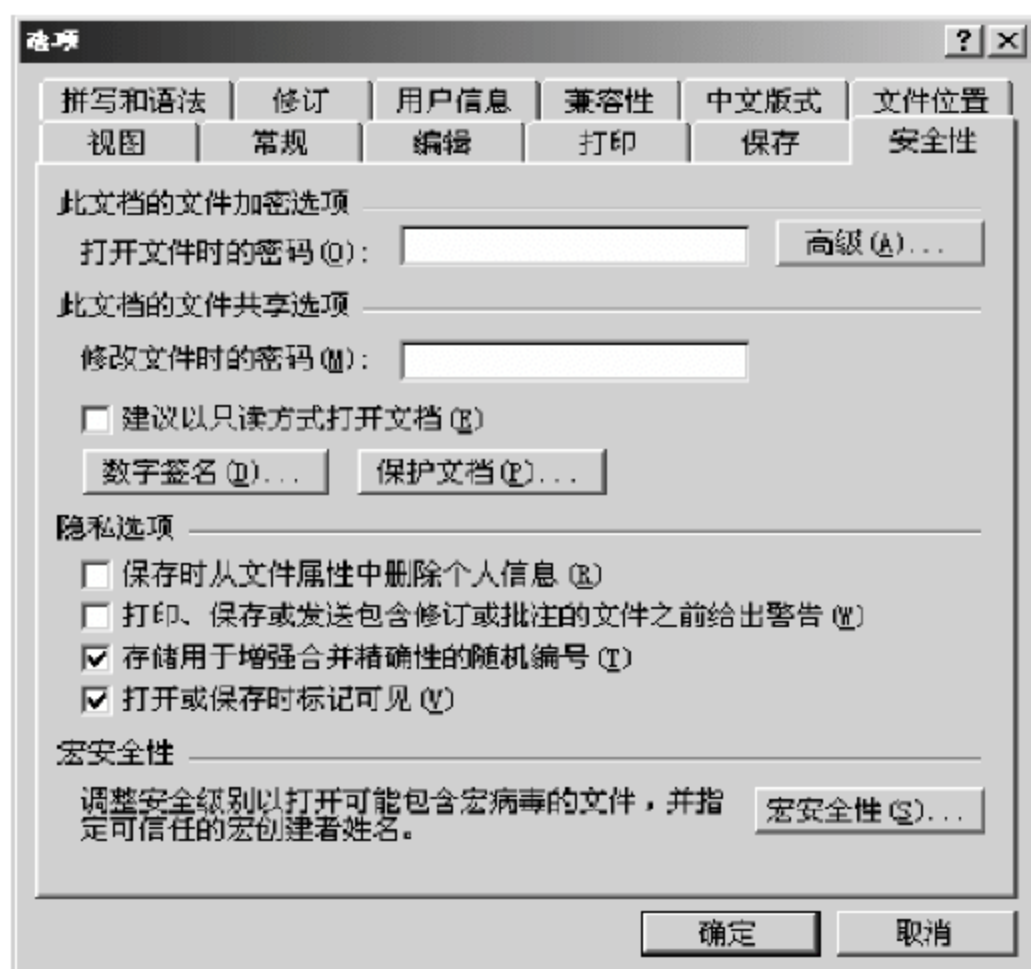 选项
拼写和语法 修订 用户信息 兼容性 中文版式 文件位置
视图 常规 编辑 打印 保存 安全性
此文档的文件加密选项
打开文件时的密码(O): 高级(A)...
此文档的文件共享选项
修改文件时的密码(M):
建议以只读方式打开文档(E)
数字签名(D)... 保护文档(P)...
隐私选项
保存时从文件属性中删除个人信息(R)
打印、保存或发送包含修订或批注的文件之前给出警告(W)
存储用于增强合并精确性的随机编号(T)
打开或保存时标记可见(V)
宏安全性
调整安全级别以打开可能包含宏病毒的文件，并指
定可信任的宏创建者姓名。 宏安全性(S)...
确定 取消